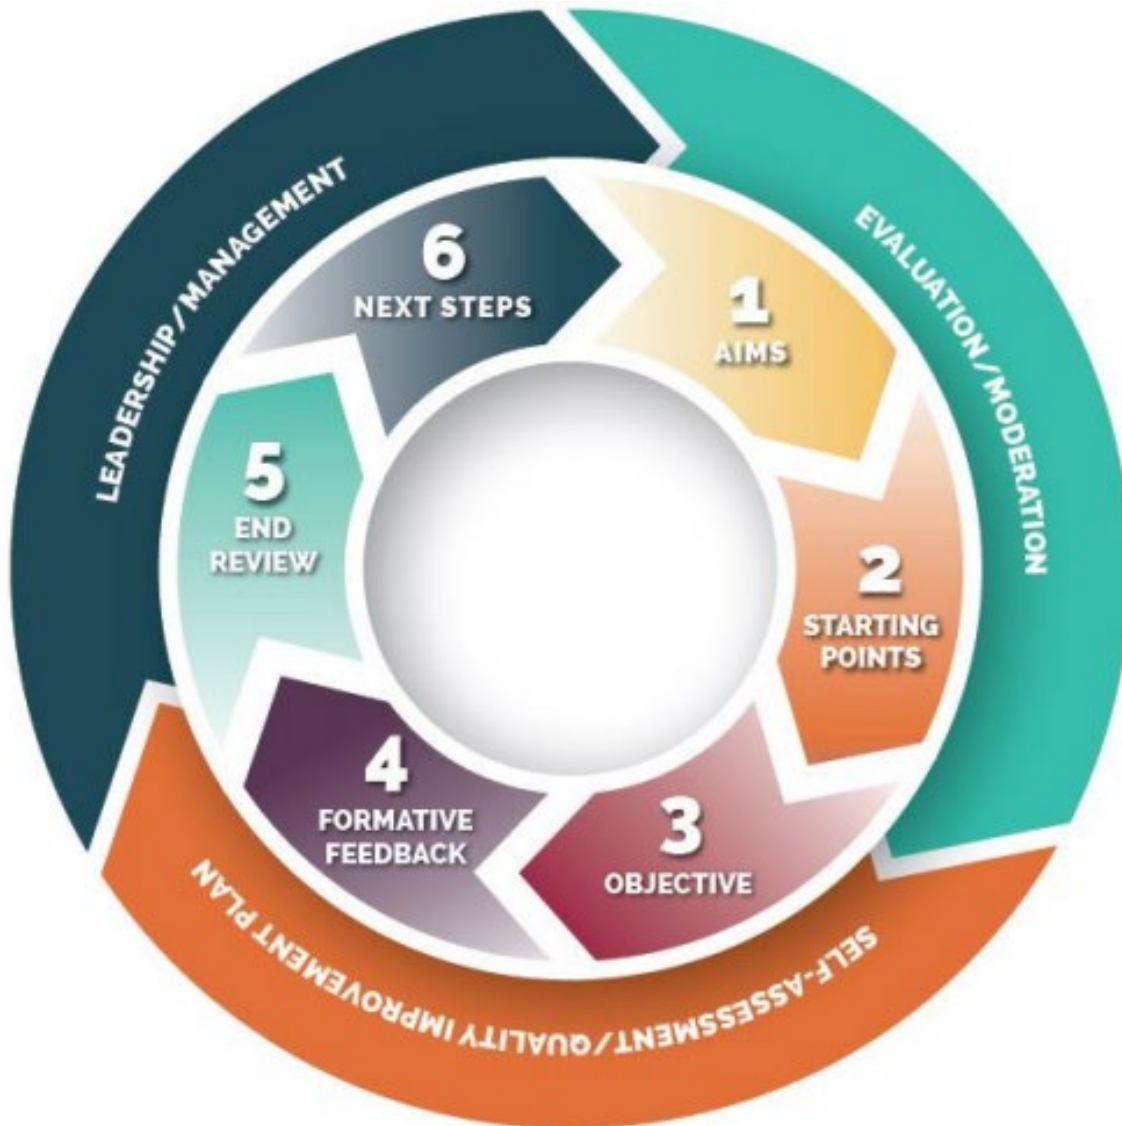 LEADERSHIP/MANAGEMENT
EVALUATION/MODERATION
SELF-ASSESSMENT/QUALITY IMPROVEMENT PLAN
1
AIMS
2
STARTING
POINTS
3
OBJECTIVE
4
FORMATIVE
FEEDBACK
5
END
REVIEW
6
NEXT STEPS